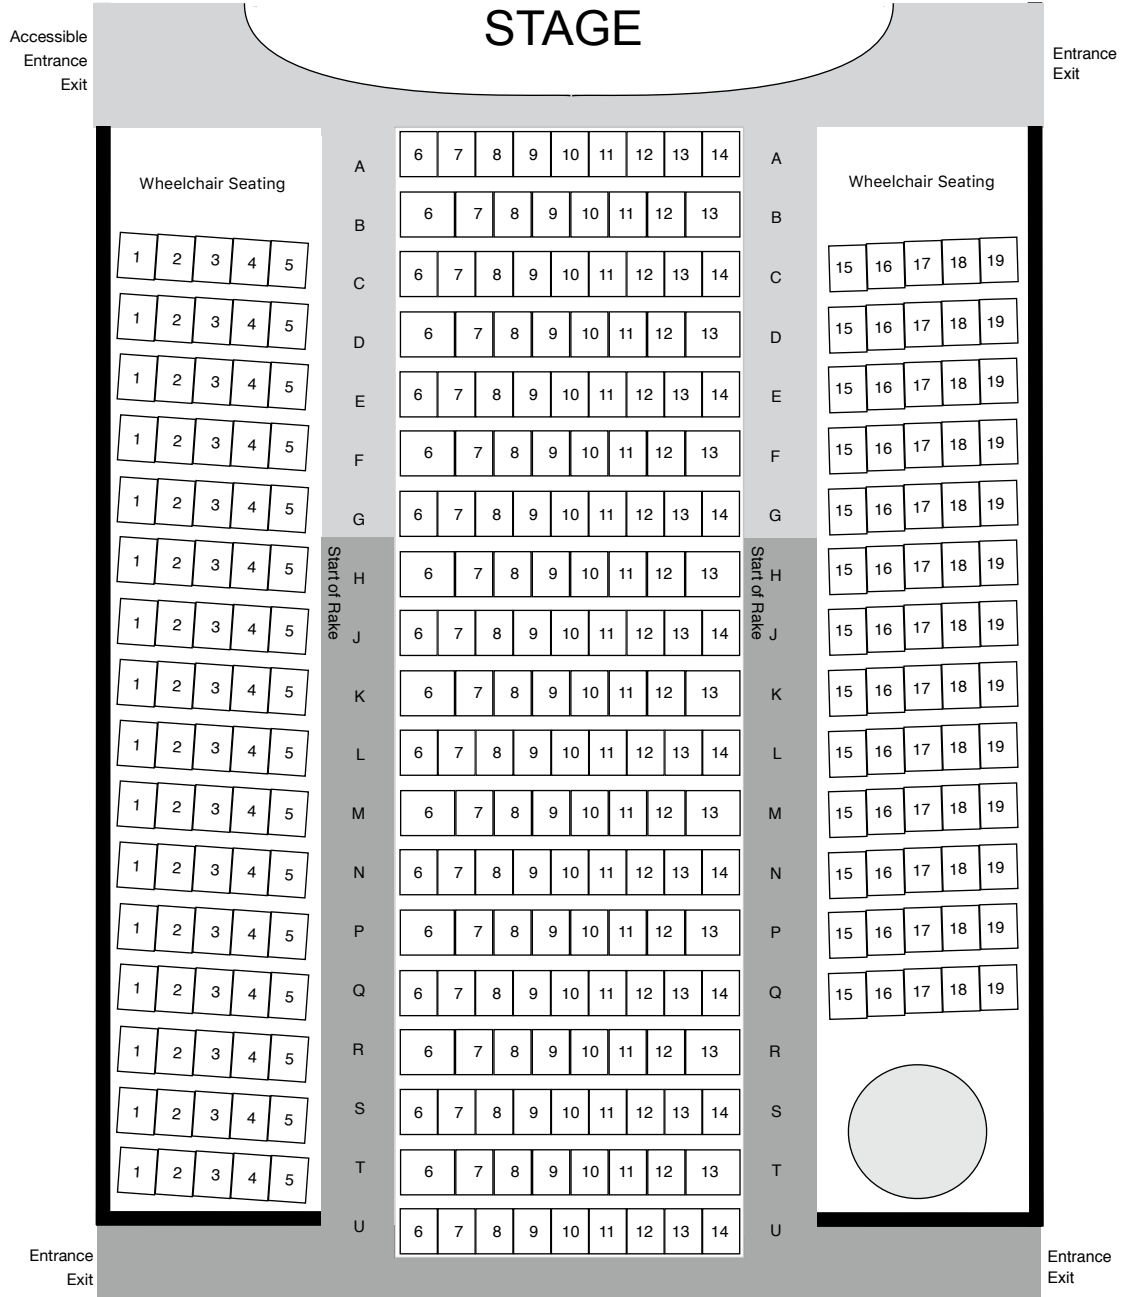 STAGE
Accessible
Entrance
Exit
Entrance
Exit
A 6 7 8 9 10 11 12 13 14 A
Wheelchair Seating
Wheelchair Seating
B 6 7 8 9 10 11 12 13 B
1 2 3 4 5 C 6 7 8 9 10 11 12 13 14 C 15 16 17 18 19
1 2 3 4 5 D 6 7 8 9 10 11 12 13 D 15 16 17 18 19
1 2 3 4 5 E 6 7 8 9 10 11 12 13 14 E 15 16 17 18 19
1 2 3 4 5 F 6 7 8 9 10 11 12 13 F 15 16 17 18 19
1 2 3 4 5 G 6 7 8 9 10 11 12 13 14 G 15 16 17 18 19
Start of Rake
Start of Rake
1 2 3 4 5 H 6 7 8 9 10 11 12 13 H 15 16 17 18 19
1 2 3 4 5 J 6 7 8 9 10 11 12 13 14 J 15 16 17 18 19
1 2 3 4 5 K 6 7 8 9 10 11 12 13 K 15 16 17 18 19
1 2 3 4 5 L 6 7 8 9 10 11 12 13 14 L 15 16 17 18 19
1 2 3 4 5 M 6 7 8 9 10 11 12 13 M 15 16 17 18 19
1 2 3 4 5 N 6 7 8 9 10 11 12 13 14 N 15 16 17 18 19
1 2 3 4 5 P 6 7 8 9 10 11 12 13 P 15 16 17 18 19
1 2 3 4 5 Q 6 7 8 9 10 11 12 13 14 Q 15 16 17 18 19
1 2 3 4 5 R 6 7 8 9 10 11 12 13 R
1 2 3 4 5 S 6 7 8 9 10 11 12 13 14 S
1 2 3 4 5 T 6 7 8 9 10 11 12 13 T
U 6 7 8 9 10 11 12 13 14 U
Entrance
Exit
Entrance
Exit